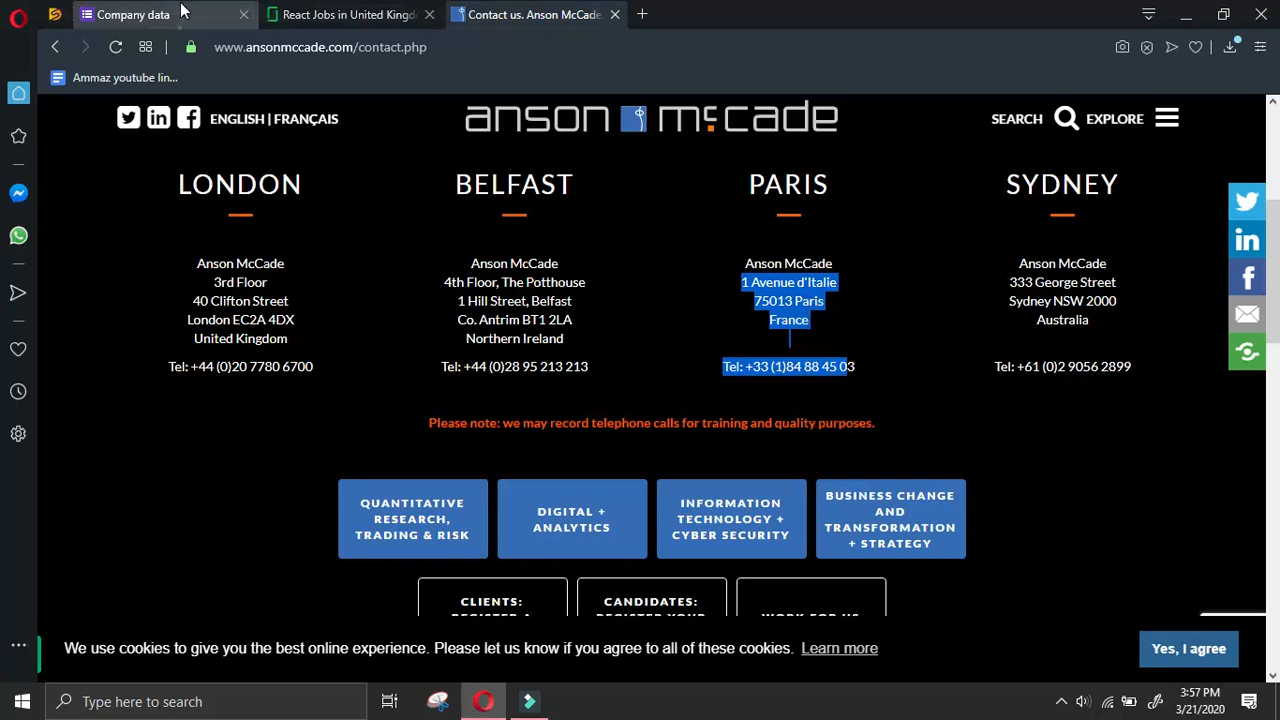 Company data
React Jobs in United Kingd
Contact us. Anson McCade.
www.ansonmccade.com/contact.php
Ammaz youtube lin...
ENGLISH | FRANÇAIS
anson mccade
SEARCH
EXPLORE
LONDON
Anson McCade
3rd Floor
40 Clifton Street
London EC2A 4DX
United Kingdom
Tel: +44 (0)20 7780 6700
BELFAST
Anson McCade
4th Floor, The Potthouse
1 Hill Street, Belfast
Co. Antrim BT1 2LA
Northern Ireland
Tel: +44 (0)28 95 213 213
PARIS
Anson McCade
1 Avenue d'Italie
75013 Paris
France
Tel: +33 (1)84 88 45 03
SYDNEY
Anson McCade
333 George Street
Sydney NSW 2000
Australia
Tel: +61 (0)2 9056 2899
Please note: we may record telephone calls for training and quality purposes.
QUANTITATIVE
RESEARCH,
TRADING & RISK
DIGITAL +
ANALYTICS
INFORMATION
TECHNOLOGY +
CYBER SECURITY
BUSINESS CHANGE
AND
TRANSFORMATION
+ STRATEGY
CLIENTS:
REGISTER A
CANDIDATES:
REGISTER YOUR
WORK FOR US
We use cookies to give you the best online experience. Please let us know if you agree to all of these cookies. Learn more
Yes, I agree
Type here to search
3:57 PM
3/21/2020